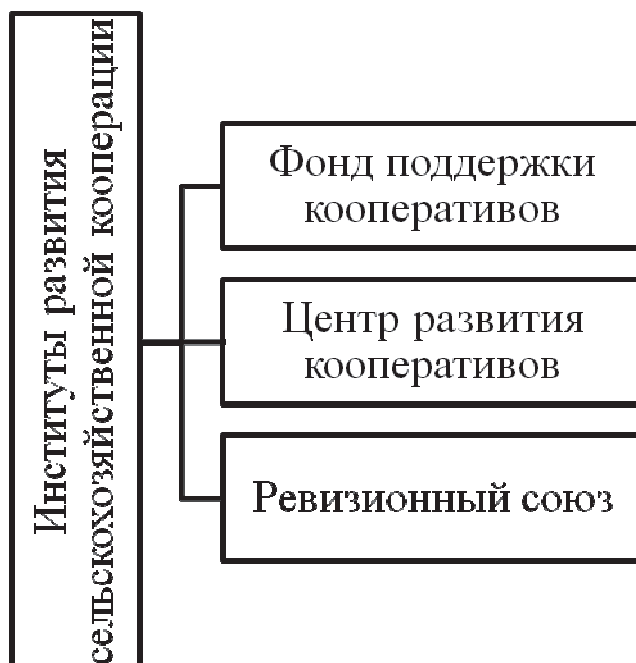 Институты развития
сельскохозяйственной кооперации
Фонд поддержки
кооперативов
Центр развития
кооперативов
Ревизионный союз